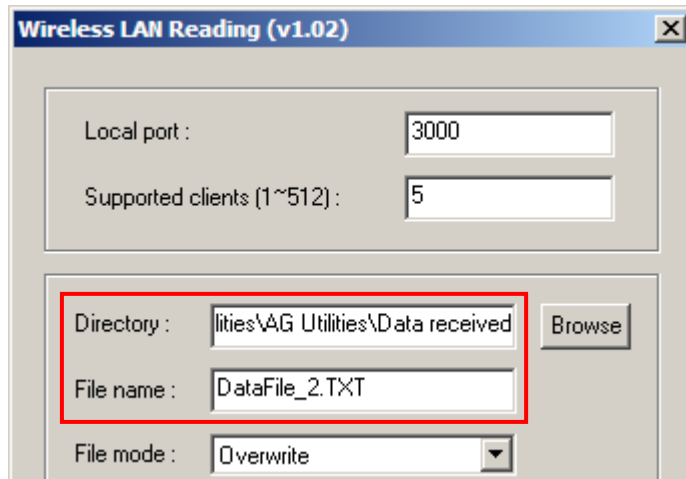 Wireless LAN Reading (v1.02)
Local port : 3000
Supported clients (1~512) : 5
Directory : lities\AG Utilities\Data received Browse
File name : DataFile_2.TXT
File mode : Overwrite